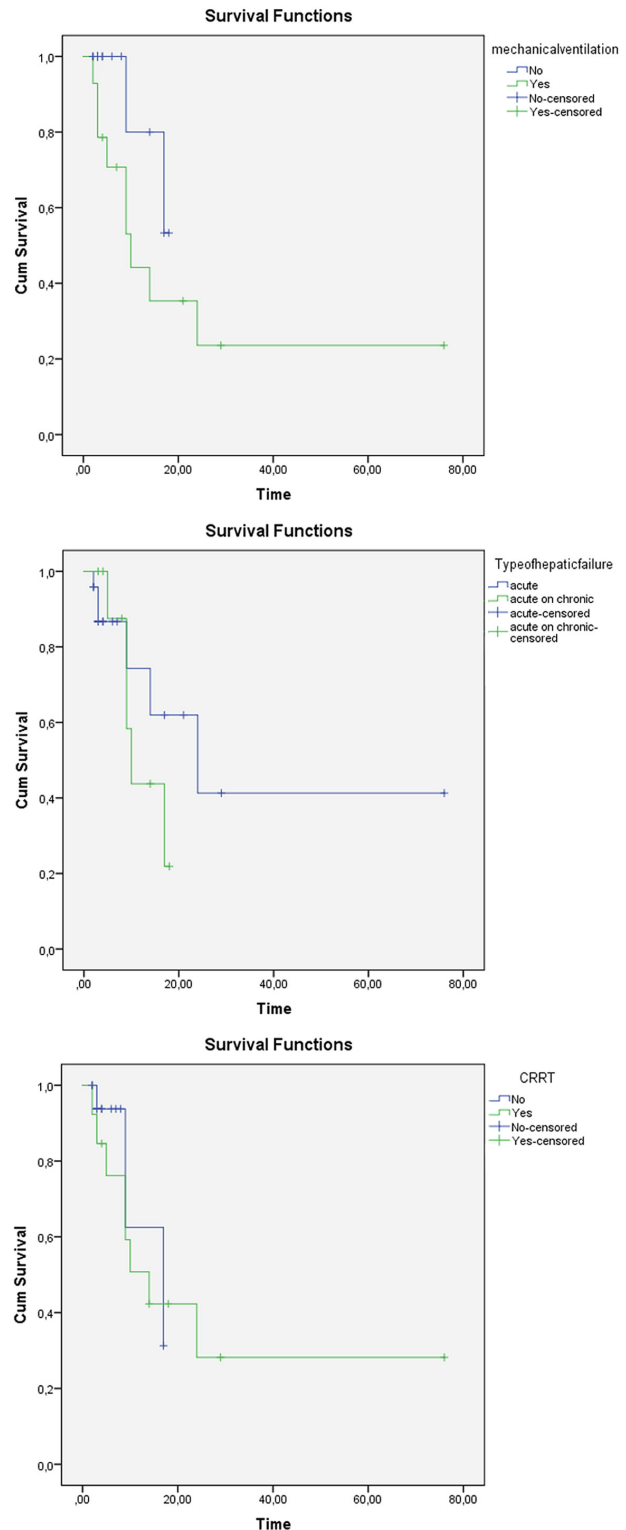 Survival Functions
mechanicalventilation
No
Yes
No-censored
Yes-censored
Cum Survival
1,0
0,8
0,6
0,4
0,2
0,0
,00
20,00
40,00
60,00
80,00
Time
Survival Functions
Typeofhepaticfailure
acute
acute on chronic
acute-censored
acute on chronic-
censored
Cum Survival
1,0
0,8
0,6
0,4
0,2
0,0
,00
20,00
40,00
60,00
80,00
Time
Survival Functions
CRRT
No
Yes
No-censored
Yes-censored
Cum Survival
1,0
0,8
0,6
0,4
0,2
0,0
,00
20,00
40,00
60,00
80,00
Time